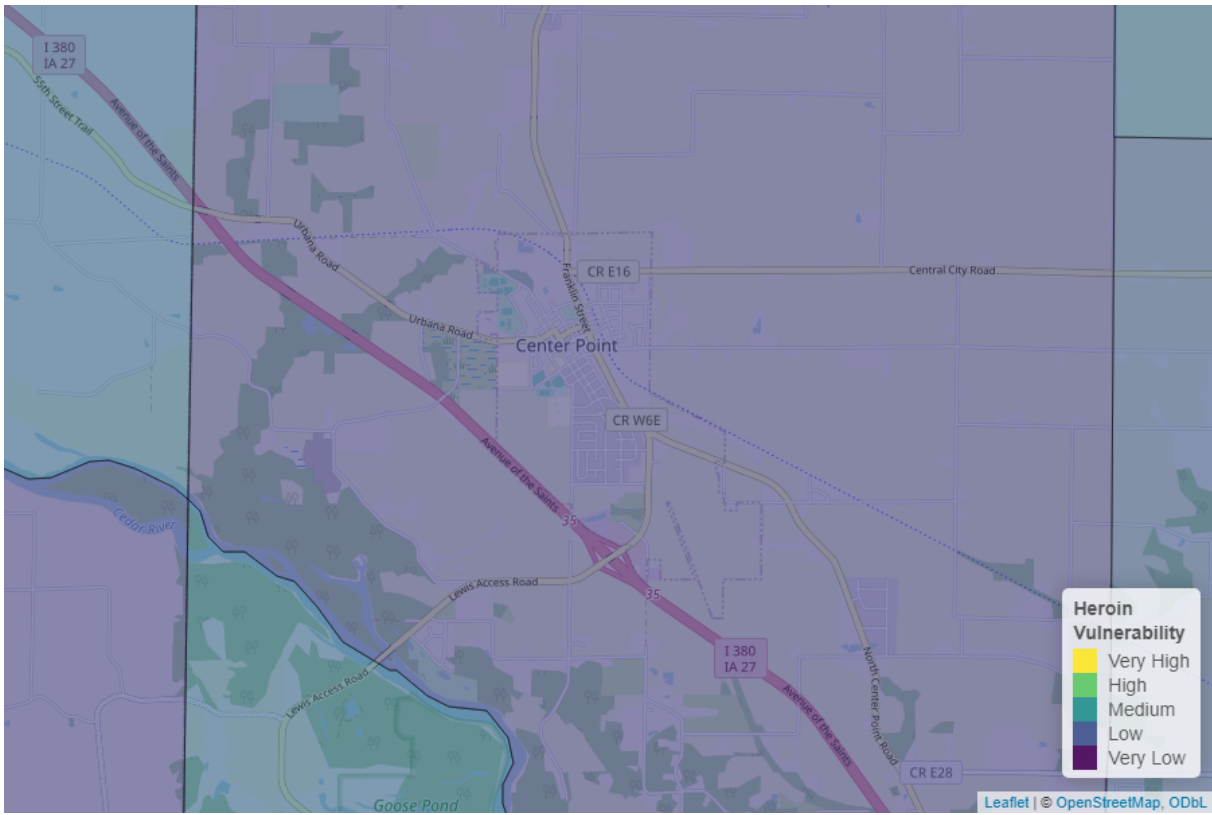 I 380
IA 27
55th Street Trail
Avenue of the Saints
Urbana Road
Franklin Street
CR E16
Central City Road
Urbana Road
Center Point
CR W6E
Avenue of the Saints
35
Cedar River
Lewis Access Road
35
Heroin
Vulnerability
Very High
High
Medium
Low
Very Low
I 380
IA 27
Lewis Access Road
North Center Point Road
Avenue of the Saints
CR E28
Goose Pond
Leaflet | © OpenStreetMap, ODbL